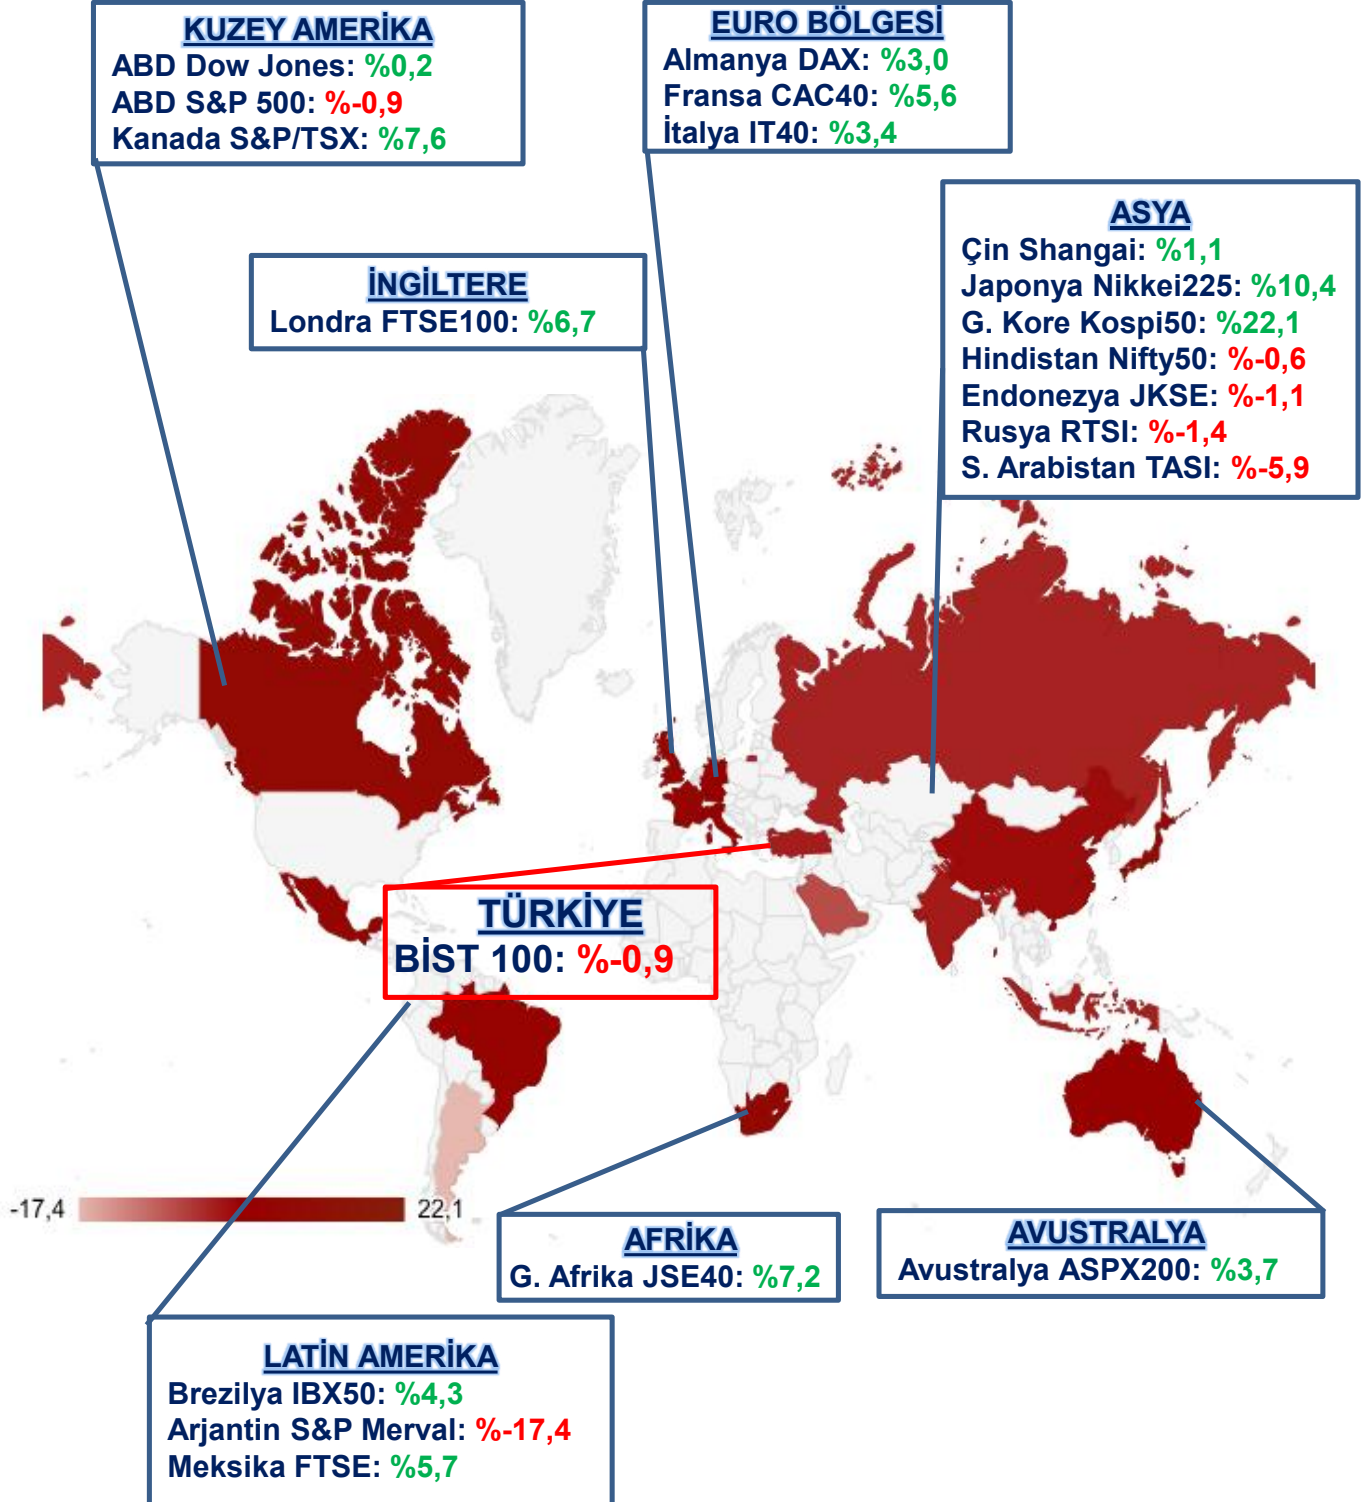 KUZEY AMERİKA
ABD Dow Jones: %0,2
ABD S&P 500: %-0,9
Kanada S&P/TSX: %7,6
EURO BÖLGESİ
Almanya DAX: %3,0
Fransa CAC40: %5,6
İtalya IT40: %3,4
ASYA
Çin Shangai: %1,1
Japonya Nikkei225: %10,4
G. Kore Kospi50: %22,1
Hindistan Nifty50: %-0,6
Endonezya JKSE: %-1,1
Rusya RTSI: %-1,4
S. Arabistan TASI: %-5,9
İNGİLTERE
Londra FTSE100: %6,7
TÜRKİYE
BİST 100: %-0,9
-17,4
22,1
AFRİKA
G. Afrika JSE40: %7,2
AVUSTRALYA
Avustralya ASPX200: %3,7
LATİN AMERİKA
Brezilya IBX50: %4,3
Arjantin S&P Merval: %-17,4
Meksika FTSE: %5,7